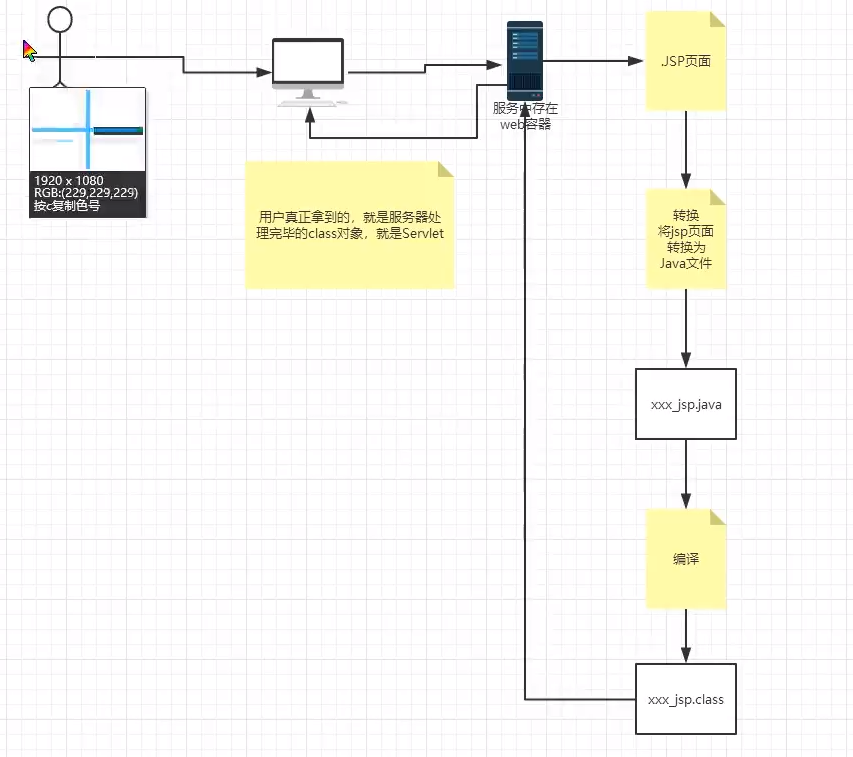 .JSP页面
服务中存在
web容器
1920 x 1080
RGB:(229,229,229)
按c复制色号
用户真正拿到的，就是服务器处
理完毕的class对象，就是Servlet
转换
将jsp页面
转换为
Java文件
xxx_jsp.java
编译
xxx_jsp.class